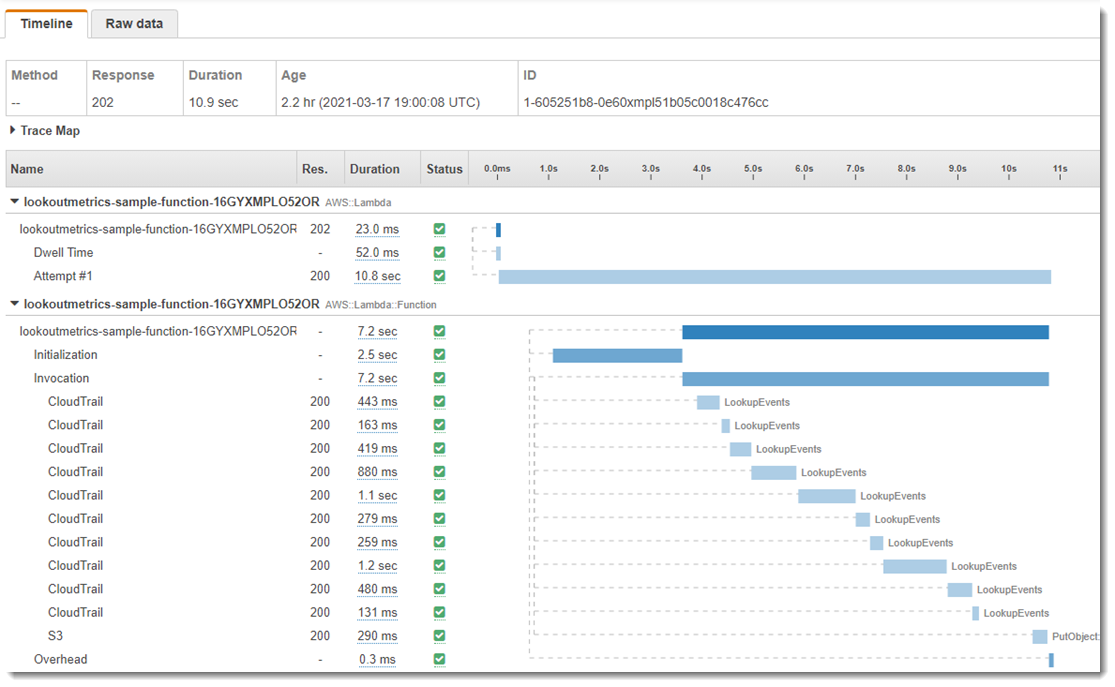 Timeline Raw data
Method Response Duration Age ID
-- 202 10.9 sec 2.2 hr (2021-03-17 19:00:08 UTC) 1-605251b8-0e60xmpl51b05c0018c476cc
Trace Map
Name Res. Duration Status 0.0ms 1.0s 2.0s 3.0s 4.0s 5.0s 6.0s 7.0s 8.0s 9.0s 10s 11s
lookoutmetrics-sample-function-16GYXMPLO52OR AWS::Lambda
lookoutmetrics-sample-function-16GYXMPLO52OR 202 23.0 ms
Dwell Time - 52.0 ms
Attempt #1 200 10.8 sec
lookoutmetrics-sample-function-16GYXMPLO52OR AWS::Lambda::Function
lookoutmetrics-sample-function-16GYXMPLO52OR - 7.2 sec
Initialization - 2.5 sec
Invocation - 7.2 sec
CloudTrail 200 443 ms LookupEvents
CloudTrail 200 163 ms LookupEvents
CloudTrail 200 419 ms LookupEvents
CloudTrail 200 880 ms LookupEvents
CloudTrail 200 1.1 sec LookupEvents
CloudTrail 200 279 ms LookupEvents
CloudTrail 200 259 ms LookupEvents
CloudTrail 200 1.2 sec LookupEvents
CloudTrail 200 480 ms LookupEvents
CloudTrail 200 131 ms LookupEvents
S3 200 290 ms PutObject:
Overhead - 0.3 ms